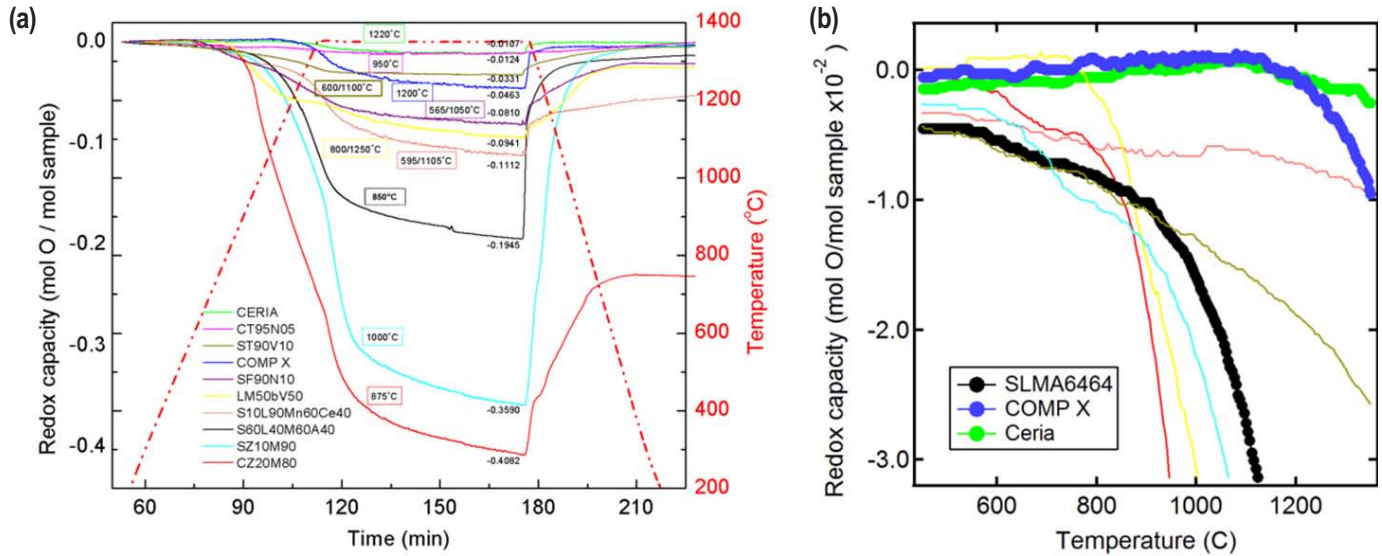 (a)
Redox capacity (mol O / mol sample)
0.0
-0.1
-0.2
-0.3
-0.4
1220°C
950°C
600/1100°C
1200°C
565/1050°C
800/1250°C
595/1105°C
850°C
1000°C
875°C
-0.0107
-0.0124
-0.0331
-0.0463
-0.0810
-0.0941
-0.1112
-0.1945
-0.3590
-0.4082
CERIA
CT95N05
ST90V10
COMP X
SF90N10
LM50bV50
S10L90Mn60Ce40
S60L40M60A40
SZ10M90
CZ20M80
60 90 120 150 180 210
Time (min)
1400
1200
1000
800
600
400
200
Temperature (°C)
(b)
Redox capacity (mol O/mol sample x10-2)
0.0
-1.0
-2.0
-3.0
SLMA6464
COMP X
Ceria
600 800 1000 1200
Temperature (C)